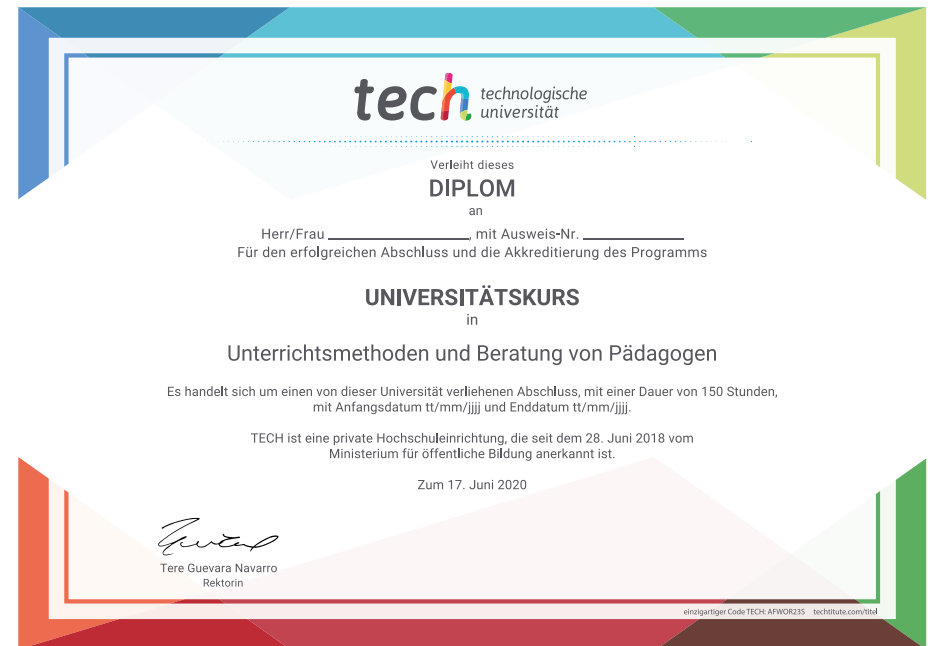 tech technologische
universität
Verleiht dieses
DIPLOM
an
Herr/Frau ____________, mit Ausweis-Nr. ____________
Für den erfolgreichen Abschluss und die Akkreditierung des Programms
UNIVERSITÄTSKURS
in
Unterrichtsmethoden und Beratung von Pädagogen
Es handelt sich um einen von dieser Universität verliehenen Abschluss, mit einer Dauer von 150 Stunden,
mit Anfangsdatum tt/mm/jjjj und Enddatum tt/mm/jjjj.
TECH ist eine private Hochschuleinrichtung, die seit dem 28. Juni 2018 vom
Ministerium für öffentliche Bildung anerkannt ist.
Zum 17. Juni 2020
Tere Guevara Navarro
Rektorin
einzigartiger Code TECH: AFWOR235 techtitute.com/titel